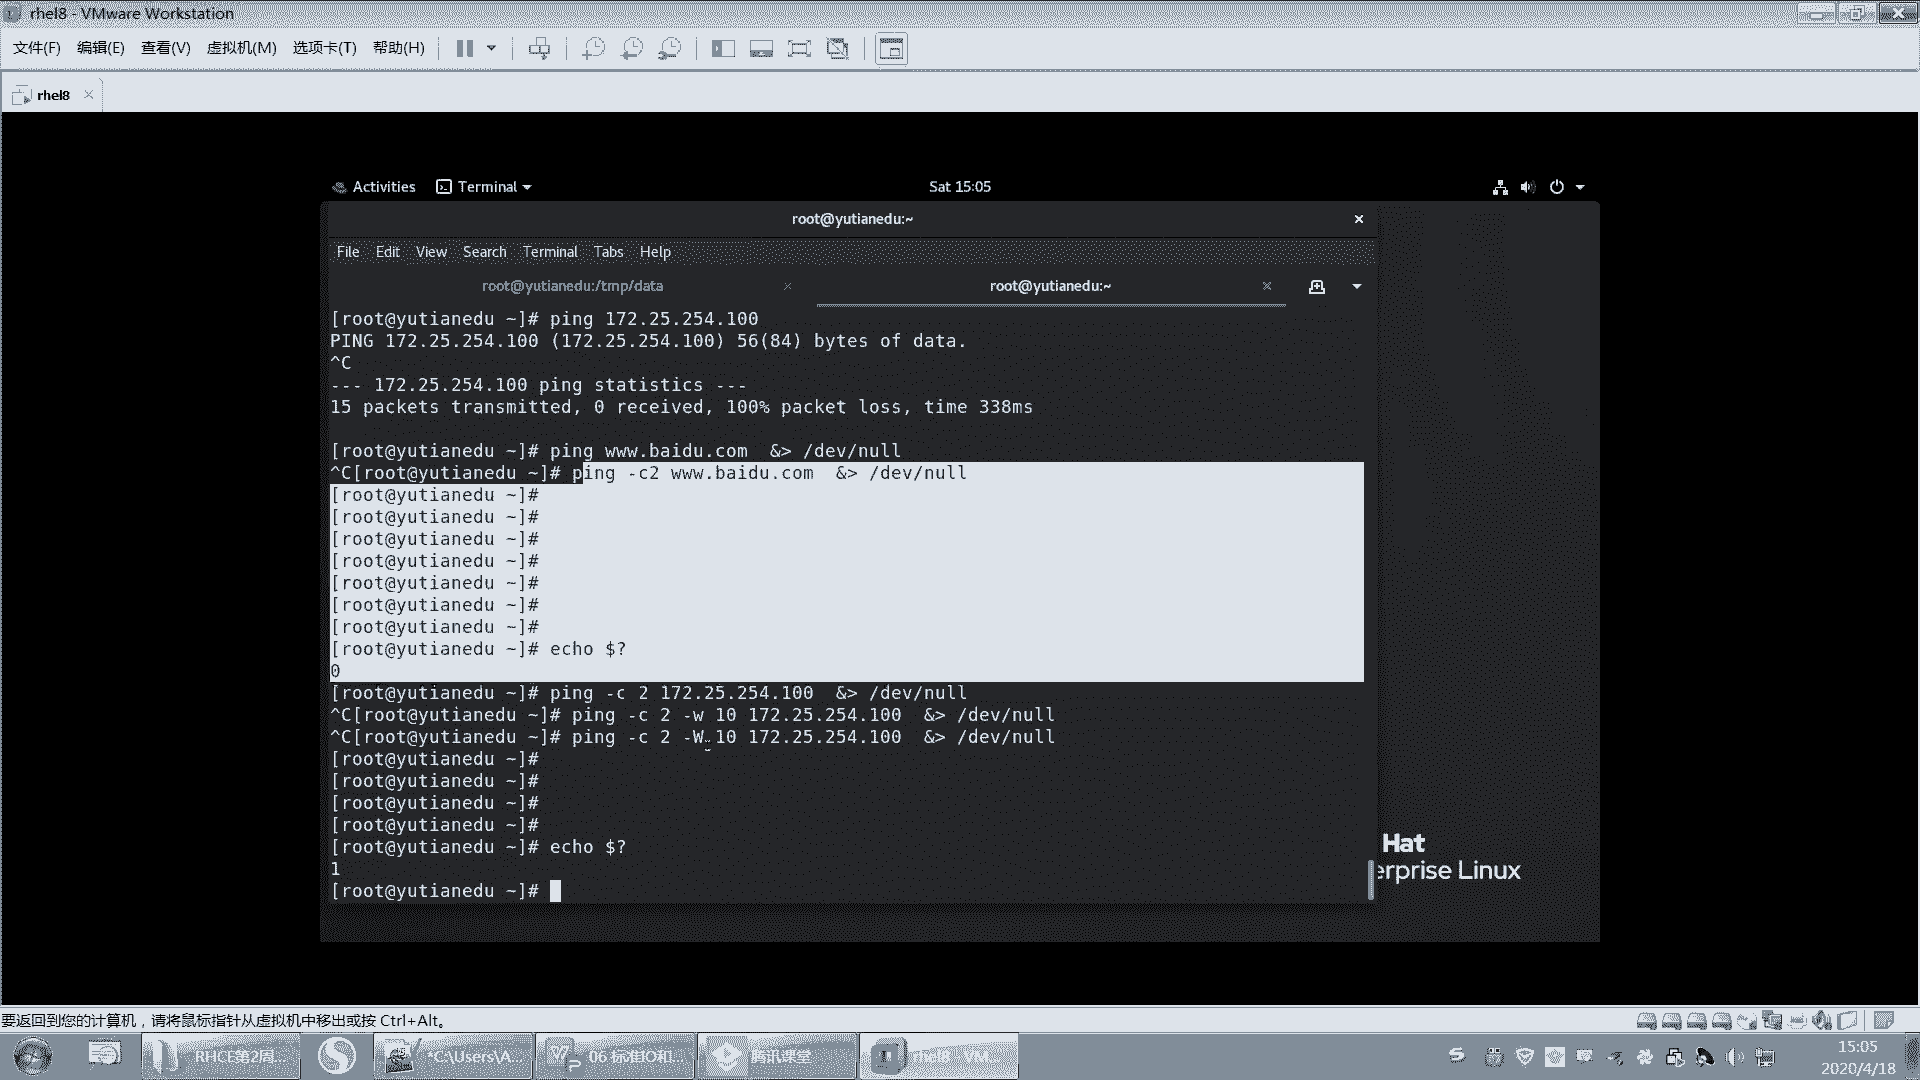 rhel8 - VMware Workstation
文件(F) 编辑(E) 查看(V) 虚拟机(M) 选项卡(T) 帮助(H)
rhel8
Activities Terminal Sat 15:05
root@yutianedu:~
File Edit View Search Terminal Tabs Help
root@yutianedu:/tmp/data root@yutianedu:~
[root@yutianedu ~]# ping 172.25.254.100
PING 172.25.254.100 (172.25.254.100) 56(84) bytes of data.
^C
--- 172.25.254.100 ping statistics ---
15 packets transmitted, 0 received, 100% packet loss, time 338ms
[root@yutianedu ~]# ping www.baidu.com  &> /dev/null
^C[root@yutianedu ~]# ping -c2 www.baidu.com  &> /dev/null
[root@yutianedu ~]#
[root@yutianedu ~]#
[root@yutianedu ~]#
[root@yutianedu ~]#
[root@yutianedu ~]#
[root@yutianedu ~]#
[root@yutianedu ~]#
[root@yutianedu ~]# echo $?
0
[root@yutianedu ~]# ping -c 2 172.25.254.100  &> /dev/null
^C[root@yutianedu ~]# ping -c 2 -w 10 172.25.254.100  &> /dev/null
^C[root@yutianedu ~]# ping -c 2 -W 10 172.25.254.100  &> /dev/null
[root@yutianedu ~]#
[root@yutianedu ~]#
[root@yutianedu ~]#
[root@yutianedu ~]#
[root@yutianedu ~]# echo $?
1
[root@yutianedu ~]#
Hat
erprise Linux
要返回到您的计算机，请将鼠标指针从虚拟机中移出或按 Ctrl+Alt。
RHCE第2周... *C:\Users\A... 06 标准IO和... 腾讯课堂 rhel8 - VM...
15:05
2020/4/18